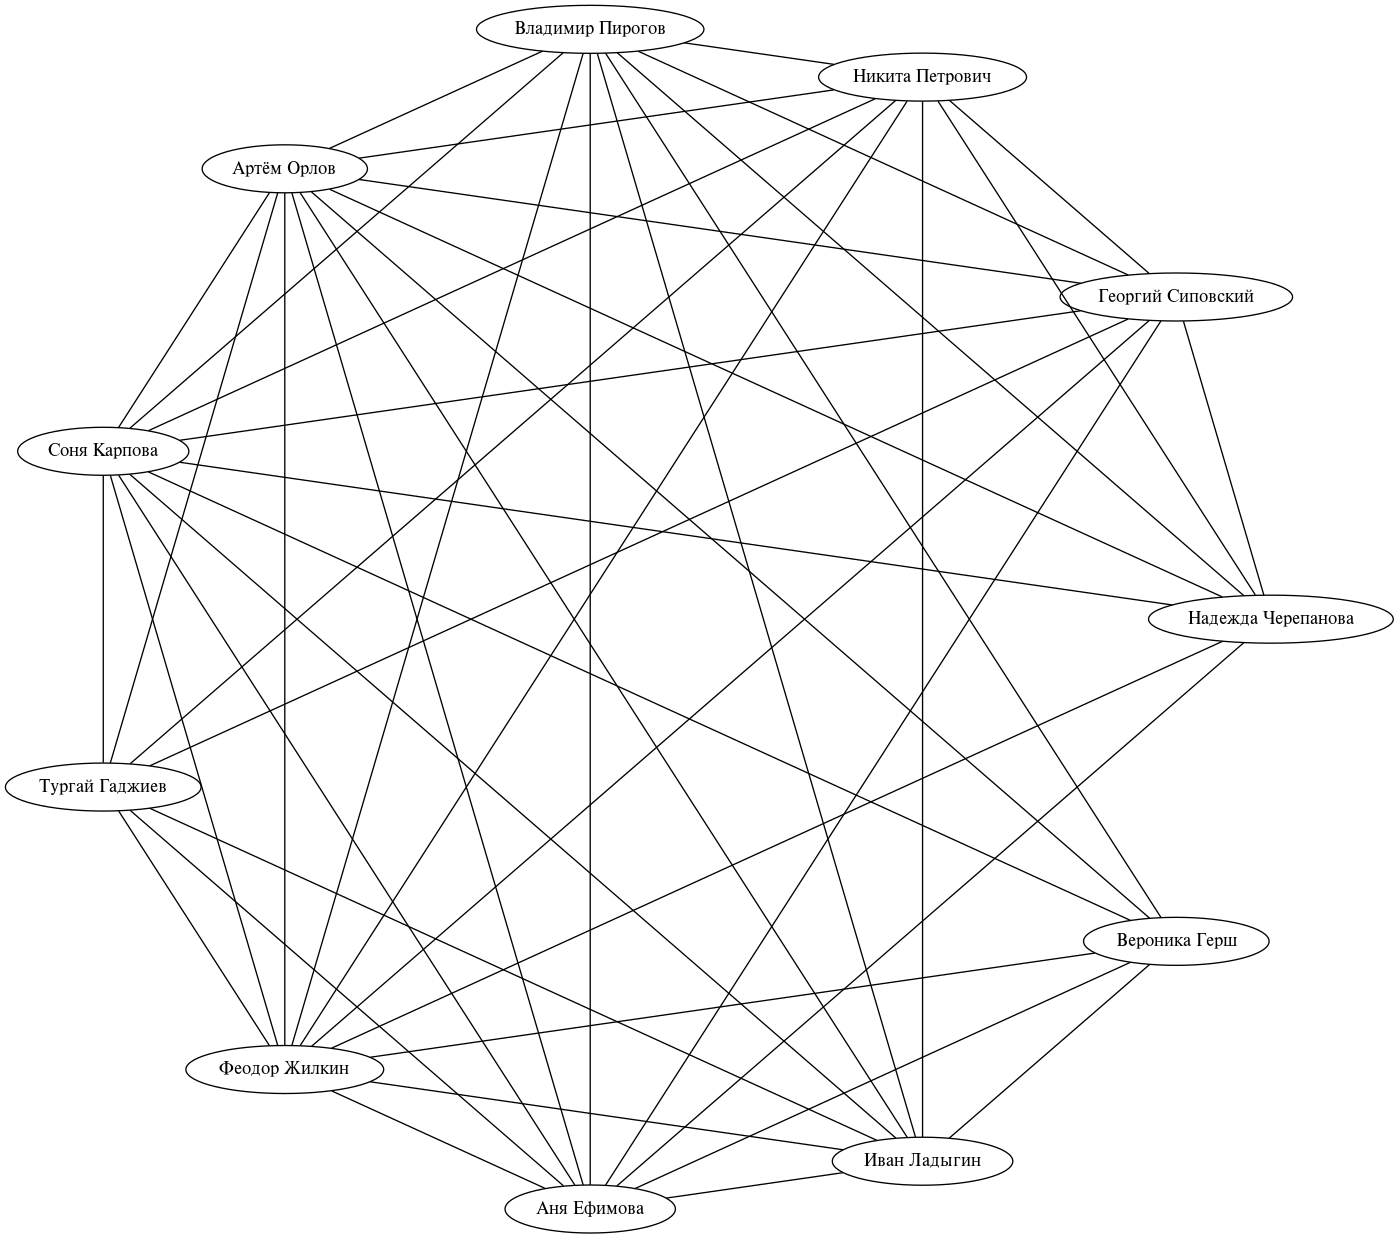 Владимир Пирогов
Никита Петрович
Артём Орлов
Георгий Сиповский
Соня Карпова
Надежда Черепанова
Тургай Гаджиев
Вероника Герш
Феодор Жилкин
Иван Ладыгин
Аня Ефимова